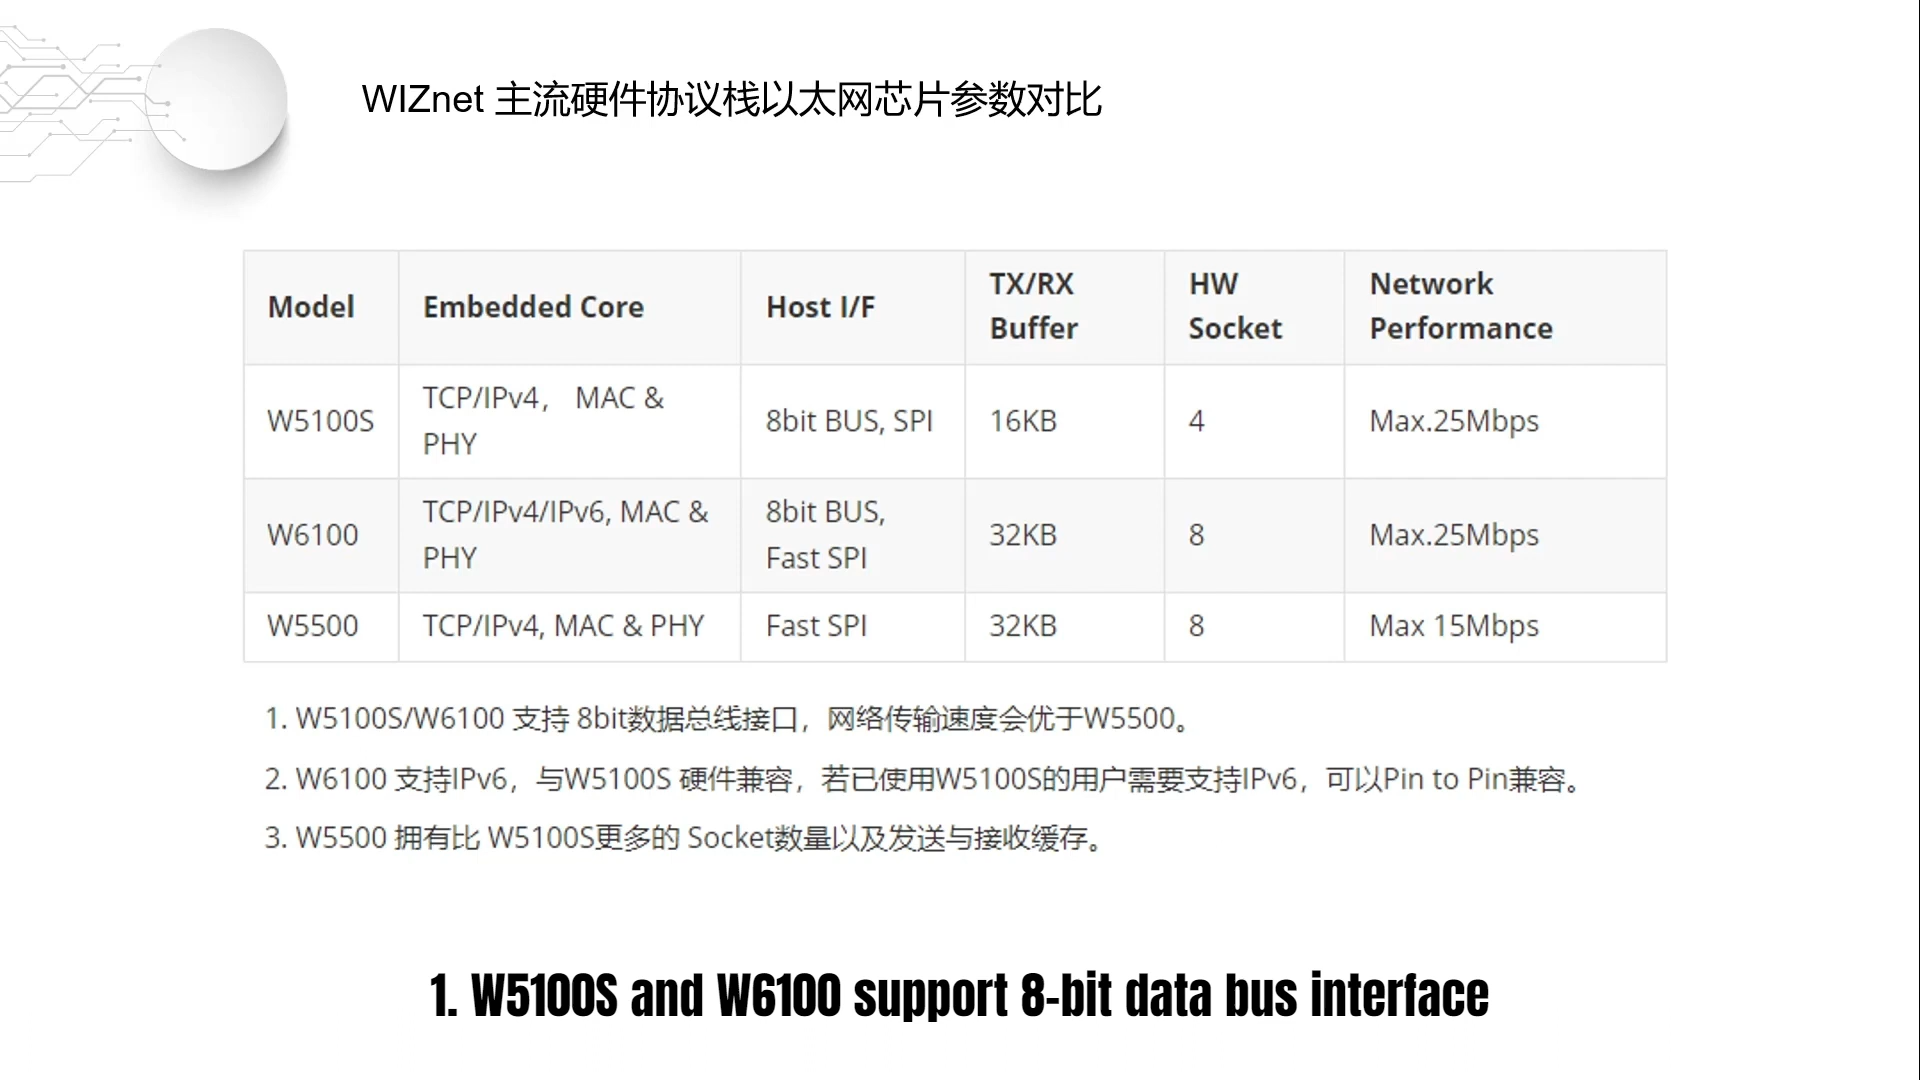 WIZnet 主流硬件协议栈以太网芯片参数对比
Model Embedded Core Host I/F TX/RX Buffer HW Socket Network Performance
W5100S TCP/IPv4， MAC & PHY 8bit BUS, SPI 16KB 4 Max.25Mbps
W6100 TCP/IPv4/IPv6, MAC & PHY 8bit BUS, Fast SPI 32KB 8 Max.25Mbps
W5500 TCP/IPv4, MAC & PHY Fast SPI 32KB 8 Max 15Mbps
1. W5100S/W6100 支持 8bit数据总线接口，网络传输速度会优于W5500。
2. W6100 支持IPv6，与W5100S 硬件兼容，若已使用W5100S的用户需要支持IPv6，可以Pin to Pin兼容。
3. W5500 拥有比 W5100S更多的 Socket数量以及发送与接收缓存。
1. W5100S and W6100 support 8-bit data bus interface